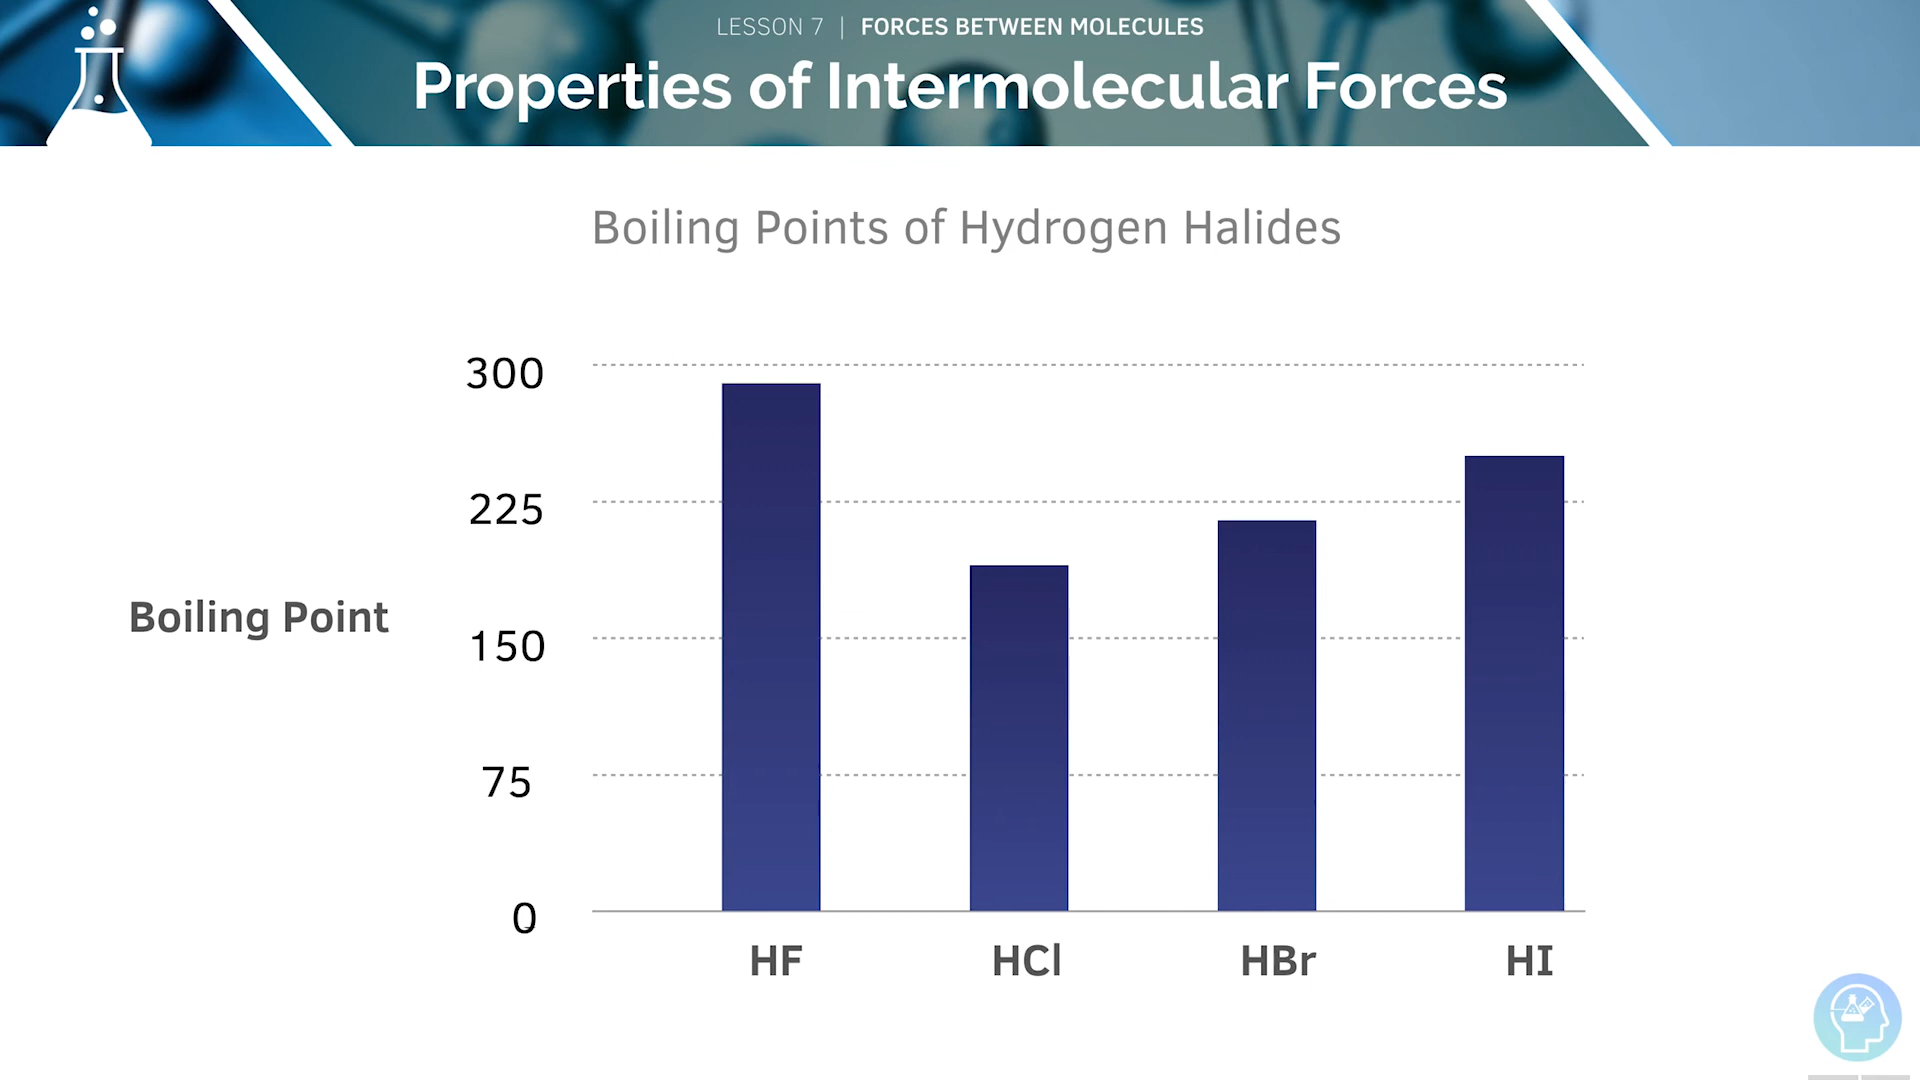 LESSON 7 | FORCES BETWEEN MOLECULES
Properties of Intermolecular Forces
Boiling Points of Hydrogen Halides
300
225
Boiling Point
150
75
0
HF HCl HBr HI